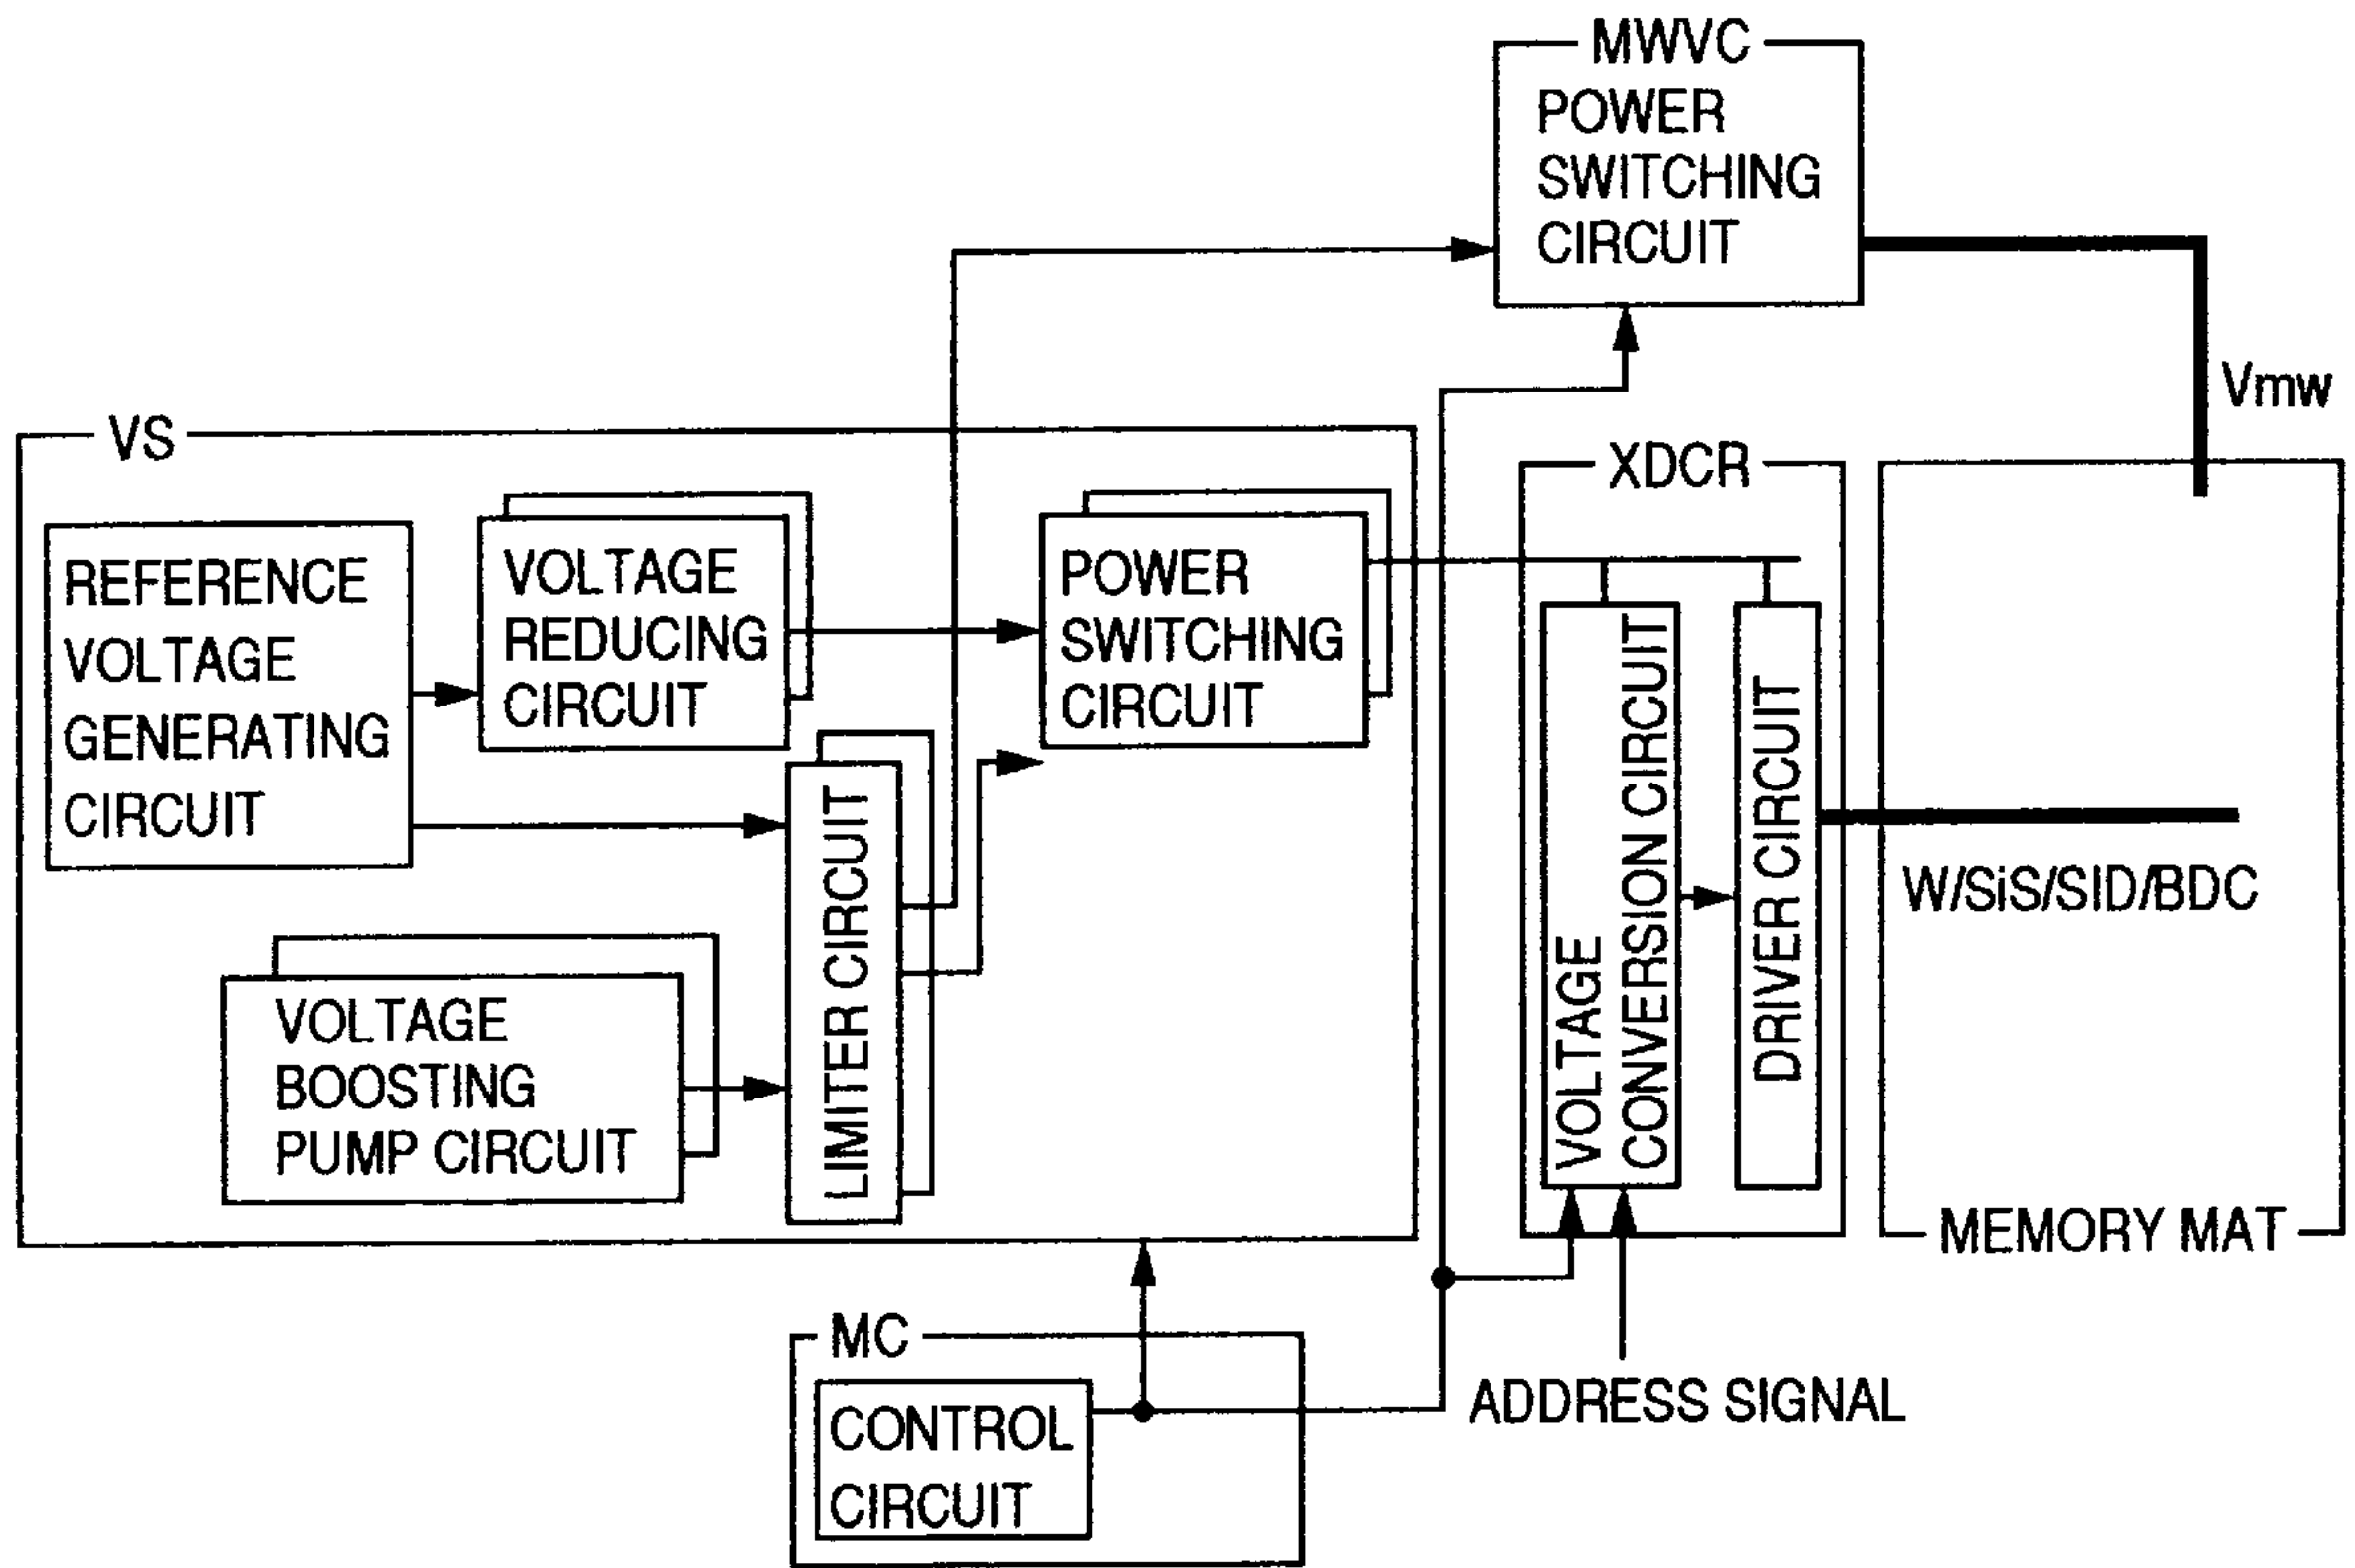 MWVC
POWER
SWITCHING
CIRCUIT
Vmw
VS
XDCR
REFERENCE
VOLTAGE
GENERATING
CIRCUIT
VOLTAGE
REDUCING
CIRCUIT
POWER
SWITCHING
CIRCUIT
LIMITER CIRCUIT
VOLTAGE
BOOSTING
PUMP CIRCUIT
VOLTAGE
CONVERSION CIRCUIT
DRIVER CIRCUIT
W/SiS/SID/BDC
MEMORY MAT
MC
CONTROL
CIRCUIT
ADDRESS SIGNAL